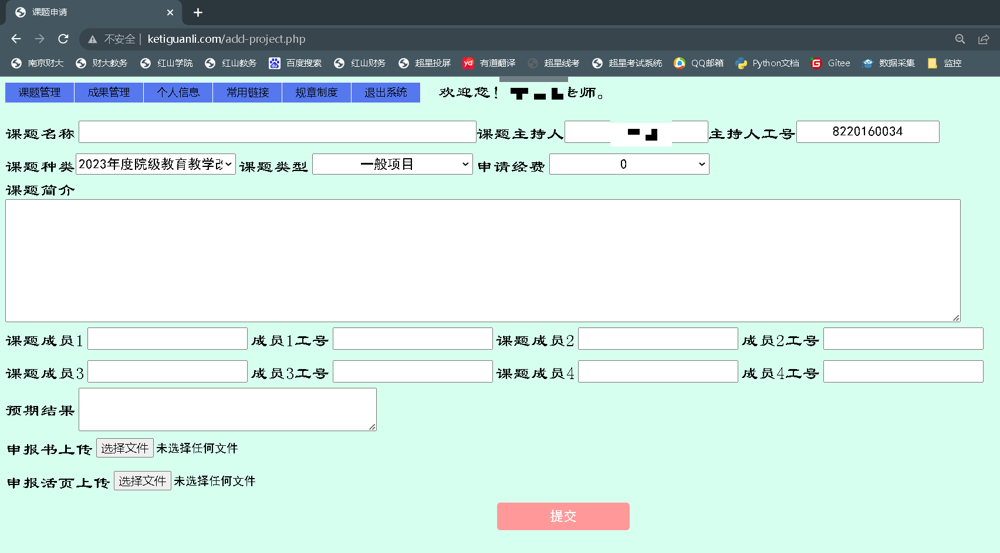 课题申请
不安全 ketiguanli.com/add-project.php
南京财大 财大教务 红山学院 红山教务 百度搜索 红山财务 超星投屏 yd 有道翻译 超星线考 超星考试系统 QQ邮箱 Python文档 G Gitee 数据采集 监控
课题管理 成果管理 个人信息 常用链接 规章制度 退出系统 欢迎您！ 老师。
课题名称 课题主持人 主持人工号 8220160034
课题种类 2023年度院级教育教学改 课题类型 一般项目 申请经费 0
课题简介
课题成员1 成员1工号 课题成员2 成员2工号
课题成员3 成员3工号 课题成员4 成员4工号
预期结果
申报书上传 选择文件 未选择任何文件
申报活页上传 选择文件 未选择任何文件
提交